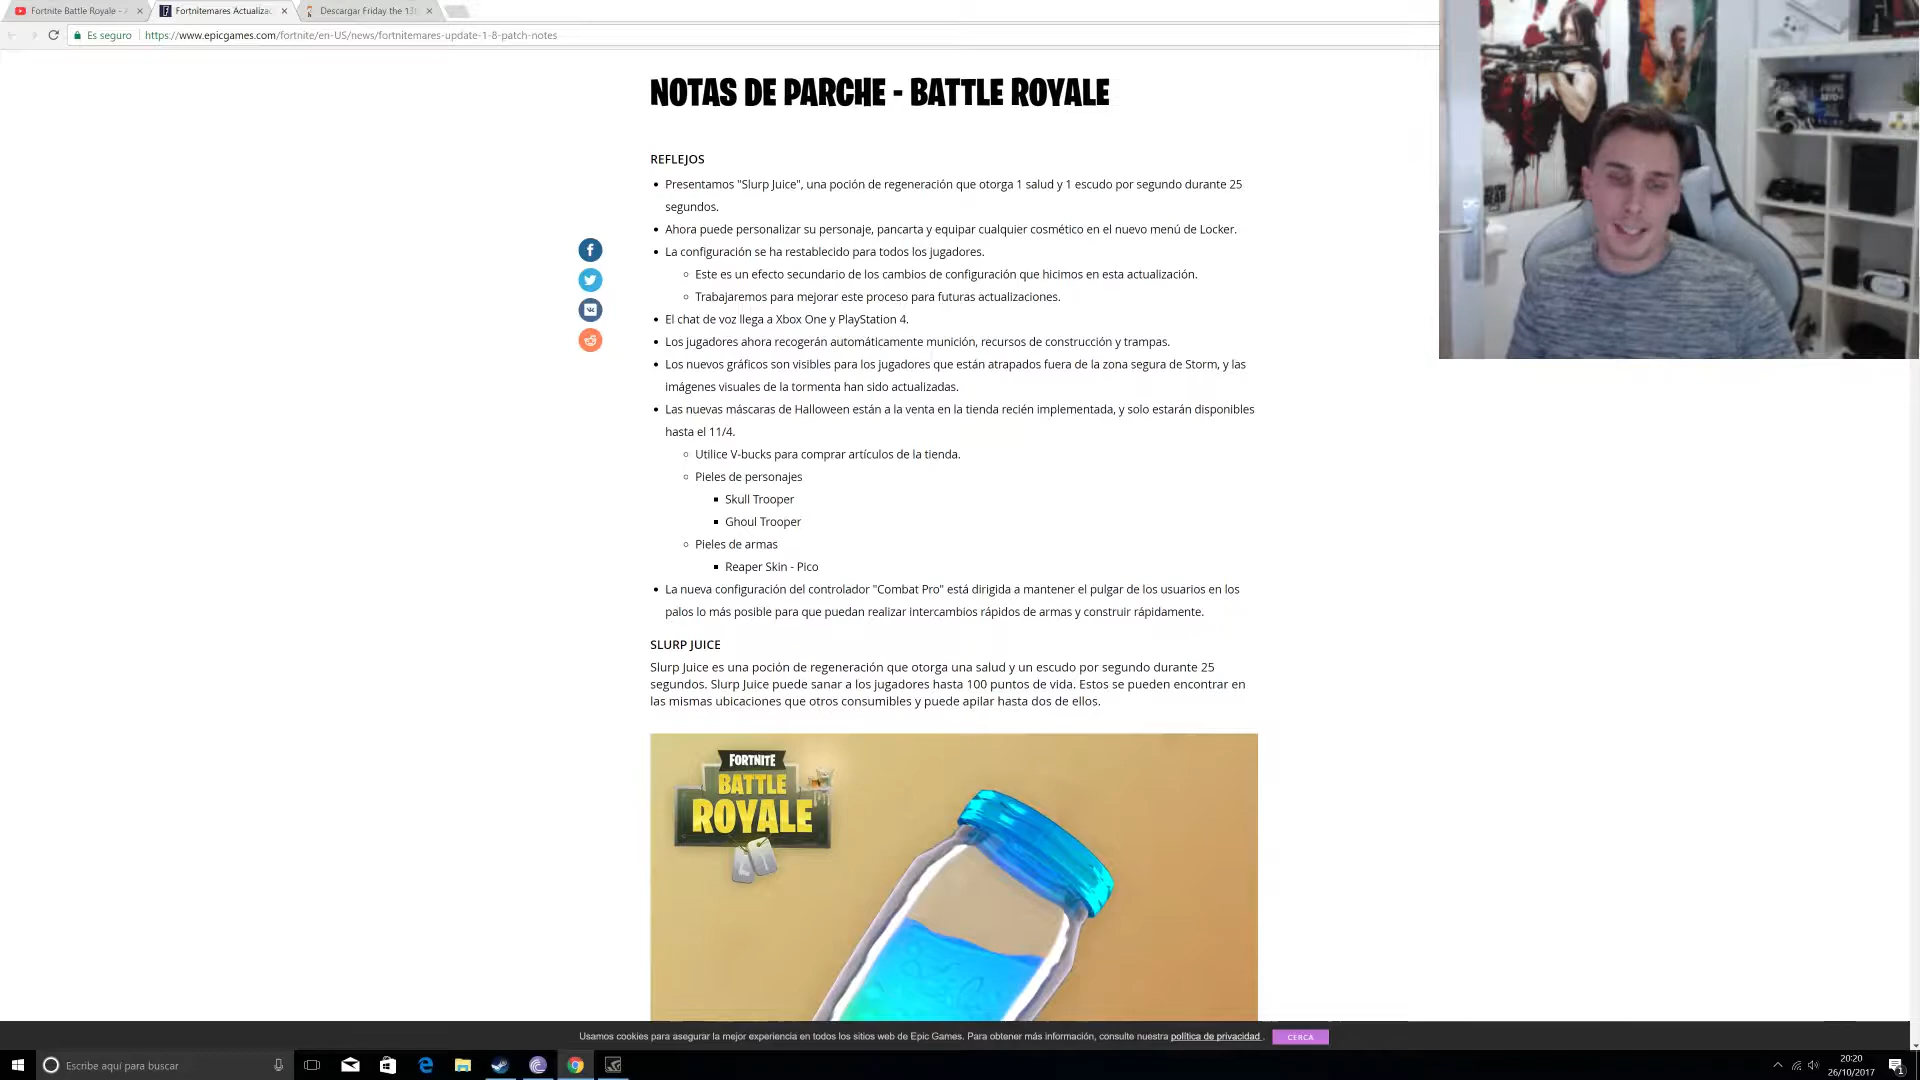 Fortnite Battle Royale -
Fortnitemares Actualizac
Descargar Friday the 13t
Es seguro
https://www.epicgames.com/fortnite/en-US/news/fortnitemares-update-1-8-patch-notes
NOTAS DE PARCHE - BATTLE ROYALE
REFLEJOS
Presentamos "Slurp Juice", una poción de regeneración que otorga 1 salud y 1 escudo por segundo durante 25
segundos.
Ahora puede personalizar su personaje, pancarta y equipar cualquier cosmético en el nuevo menú de Locker.
La configuración se ha restablecido para todos los jugadores.
Este es un efecto secundario de los cambios de configuración que hicimos en esta actualización.
Trabajaremos para mejorar este proceso para futuras actualizaciones.
El chat de voz llega a Xbox One y PlayStation 4.
Los jugadores ahora recogerán automáticamente munición, recursos de construcción y trampas.
Los nuevos gráficos son visibles para los jugadores que están atrapados fuera de la zona segura de Storm, y las
imágenes visuales de la tormenta han sido actualizadas.
Las nuevas máscaras de Halloween están a la venta en la tienda recién implementada, y solo estarán disponibles
hasta el 11/4.
Utilice V-bucks para comprar artículos de la tienda.
Pieles de personajes
Skull Trooper
Ghoul Trooper
Pieles de armas
Reaper Skin - Pico
La nueva configuración del controlador "Combat Pro" está dirigida a mantener el pulgar de los usuarios en los
palos lo más posible para que puedan realizar intercambios rápidos de armas y construir rápidamente.
SLURP JUICE
Slurp Juice es una poción de regeneración que otorga una salud y un escudo por segundo durante 25
segundos. Slurp Juice puede sanar a los jugadores hasta 100 puntos de vida. Estos se pueden encontrar en
las mismas ubicaciones que otros consumibles y puede apilar hasta dos de ellos.
FORTNITE
BATTLE
ROYALE
Usamos cookies para asegurar la mejor experiencia en todos los sitios web de Epic Games. Para obtener más información, consulte nuestra política de privacidad .
CERCA
Escribe aquí para buscar
20:20
26/10/2017
1